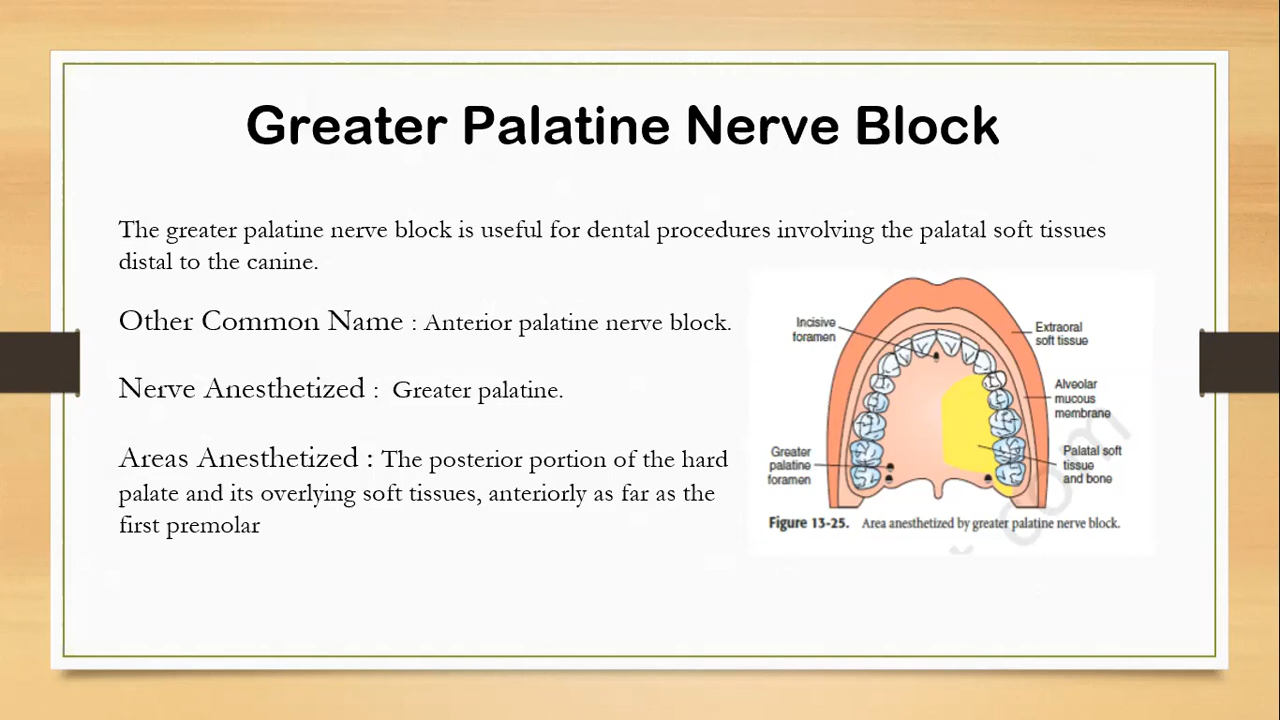 Greater Palatine Nerve Block
The greater palatine nerve block is useful for dental procedures involving the palatal soft tissues
distal to the canine.
Other Common Name : Anterior palatine nerve block.
Nerve Anesthetized : Greater palatine.
Areas Anesthetized : The posterior portion of the hard
palate and its overlying soft tissues, anteriorly as far as the
first premolar
Incisive
foramen
Extraoral
soft tissue
Alveolar
mucous
membrane
Greater
palatine
foramen
Palatal soft
tissue
and bone
Figure 13-25. Area anesthetized by greater palatine nerve block.
com